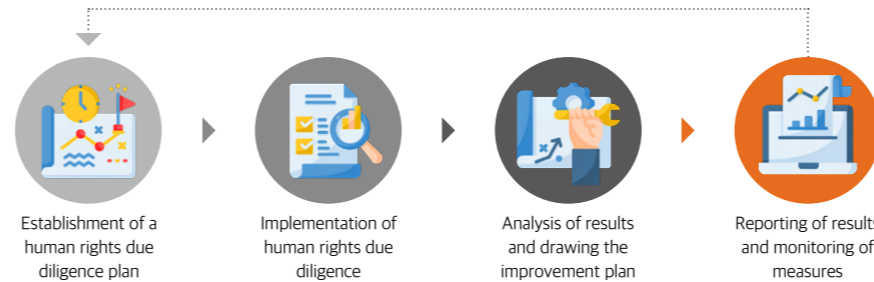 Establishment of a
human rights due
diligence plan
Implementation of
human rights due
diligence
Analysis of results
and drawing the
improvement plan
Reporting of results
and monitoring of
measures